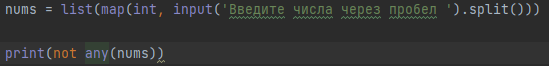 nums = list(map(int, input('Введите числа через пробел ').split()))
print(not any(nums))